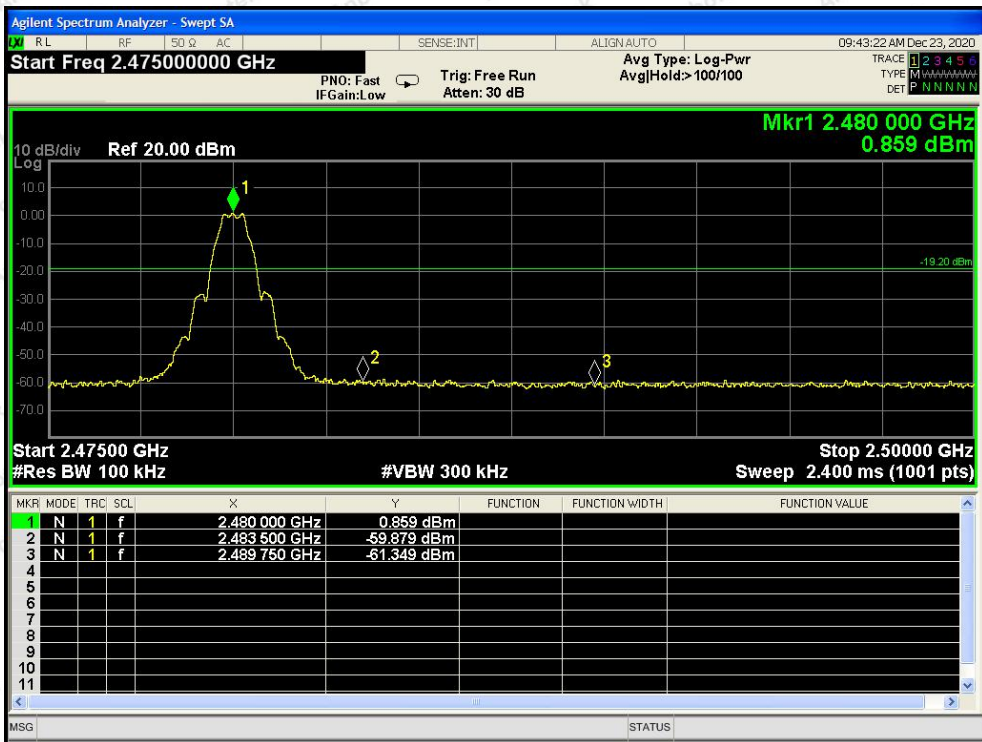 Agilent Spectrum Analyzer - Swept SA
LXI RL RF 50 Ω AC SENSE:INT ALIGN AUTO 09:43:22 AM Dec 23, 2020
Start Freq 2.475000000 GHz
PNO: Fast
IFGain:Low
Trig: Free Run
Atten: 30 dB
Avg Type: Log-Pwr
Avg|Hold:>100/100
TRACE 1 2 3 4 5 6
TYPE M
DET P N N N N N
Mkr1 2.480 000 GHz
0.859 dBm
10 dB/div Ref 20.00 dBm
Log
10.0
0.00
-10.0
-20.0
-30.0
-40.0
-50.0
-60.0
-70.0
1
-19.20 dBm
2
3
Start 2.47500 GHz Stop 2.50000 GHz
#Res BW 100 kHz #VBW 300 kHz Sweep 2.400 ms (1001 pts)
MKR MODE TRC SCL X Y FUNCTION FUNCTION WIDTH FUNCTION VALUE
1 N 1 f 2.480 000 GHz 0.859 dBm
2 N 1 f 2.483 500 GHz -59.879 dBm
3 N 1 f 2.489 750 GHz -61.349 dBm
4
5
6
7
8
9
10
11
MSG STATUS